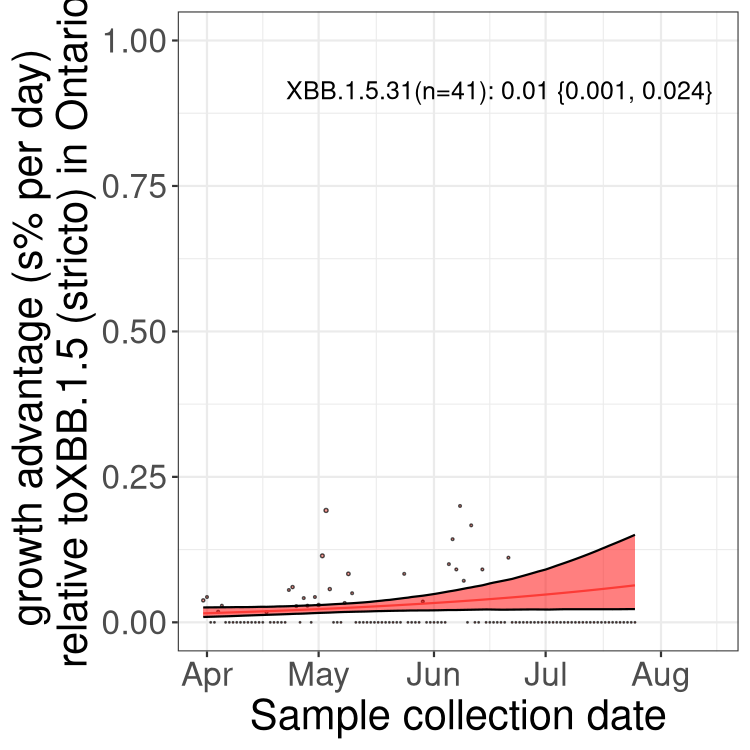 growth advantage (s% per day)
relative toXBB.1.5 (stricto) in Ontario
1.00
0.75
0.50
0.25
0.00
XBB.1.5.31(n=41): 0.01 {0.001, 0.024}
Apr May Jun Jul Aug
Sample collection date